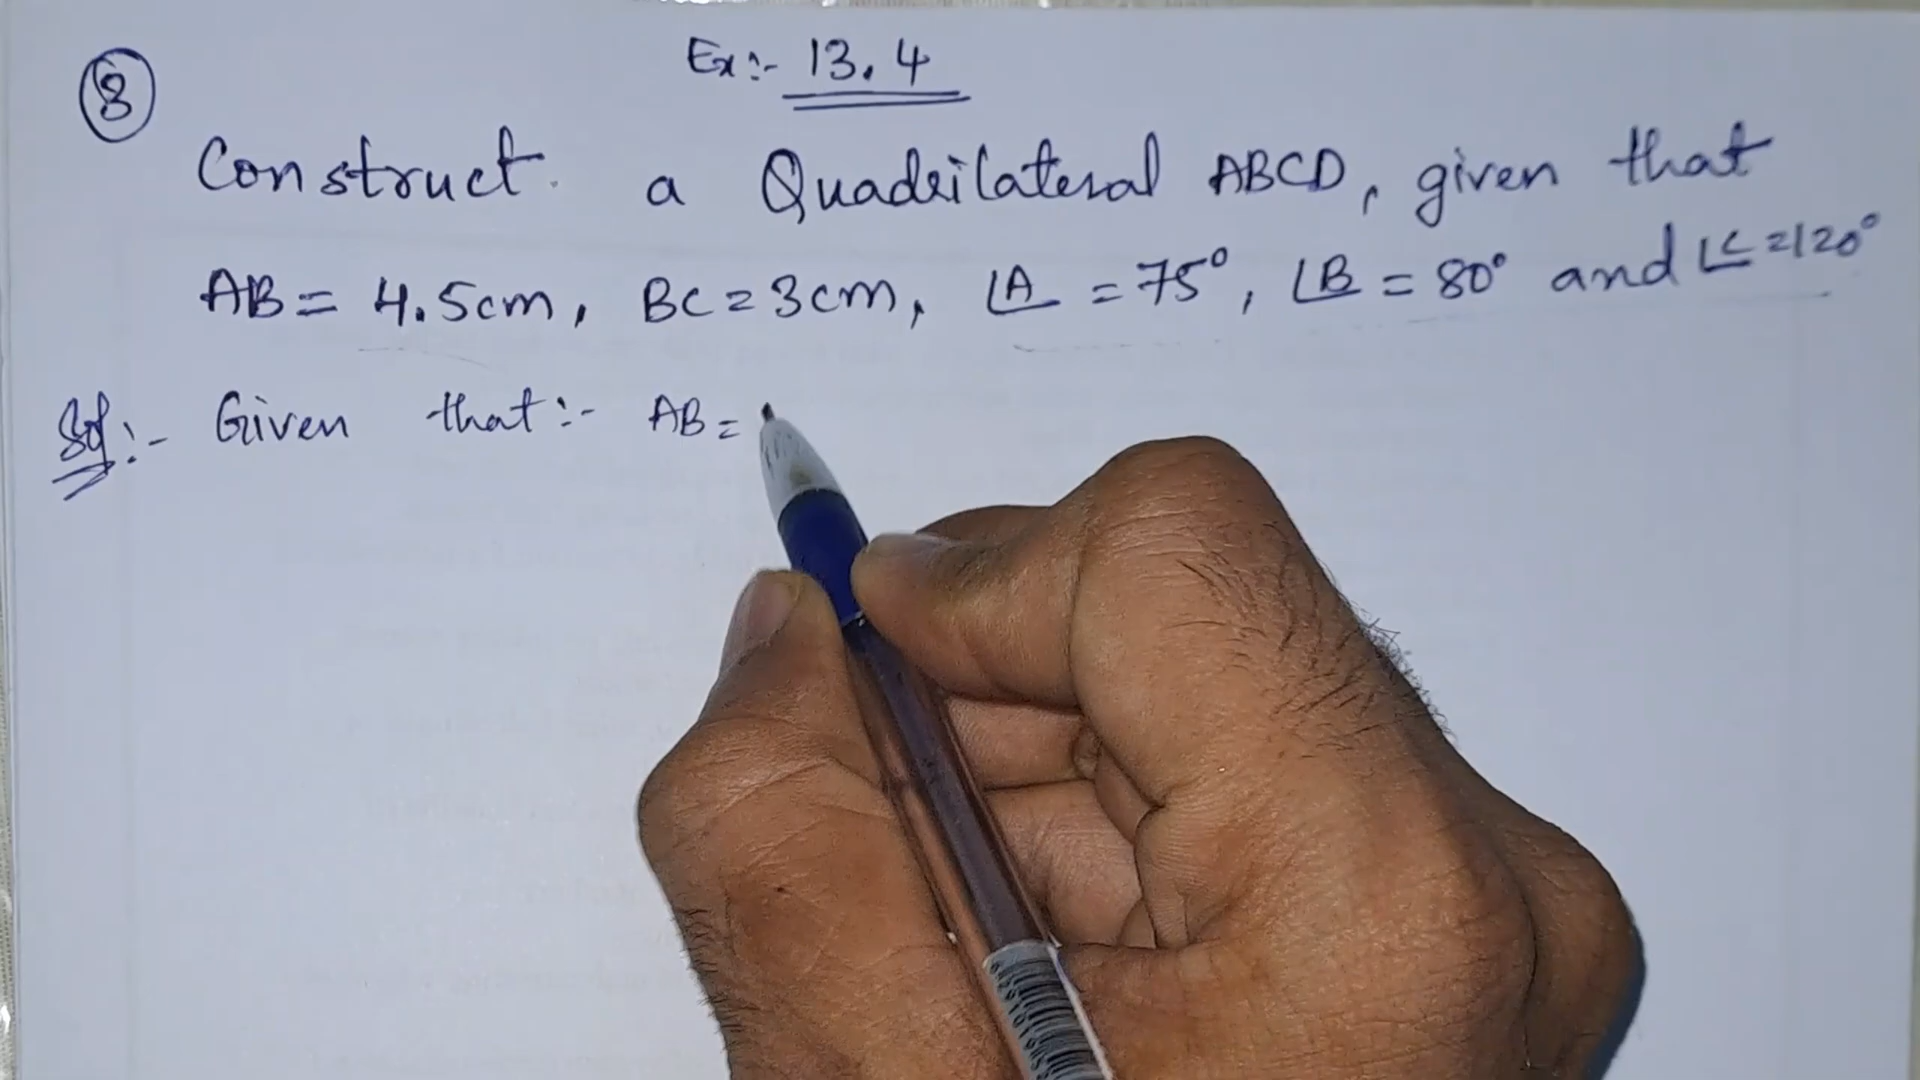 Ex:- 13.4
8
Construct a Quadrilateral ABCD, given that
AB = 4.5cm, BC = 3cm, ∠A = 75°, ∠B = 80° and ∠C = 120°
Sol:- Given that:- AB =